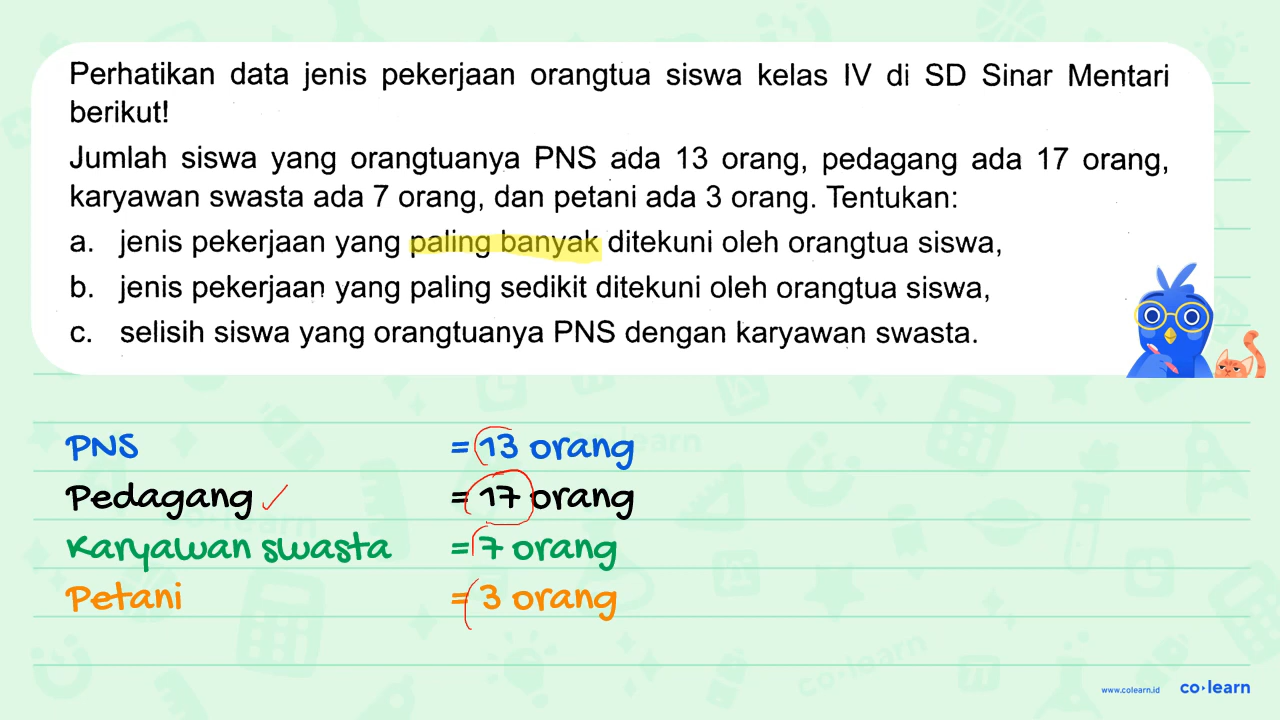 Perhatikan data jenis pekerjaan orangtua siswa kelas IV di SD Sinar Mentari
berikut!
Jumlah siswa yang orangtuanya PNS ada 13 orang, pedagang ada 17 orang,
karyawan swasta ada 7 orang, dan petani ada 3 orang. Tentukan:
a. jenis pekerjaan yang paling banyak ditekuni oleh orangtua siswa,
b. jenis pekerjaan yang paling sedikit ditekuni oleh orangtua siswa,
c. selisih siswa yang orangtuanya PNS dengan karyawan swasta.
PNS = 13 orang
Pedagang ✓ = 17 orang
Karyawan swasta = 7 orang
Petani = 3 orang
www.colearn.id co·learn